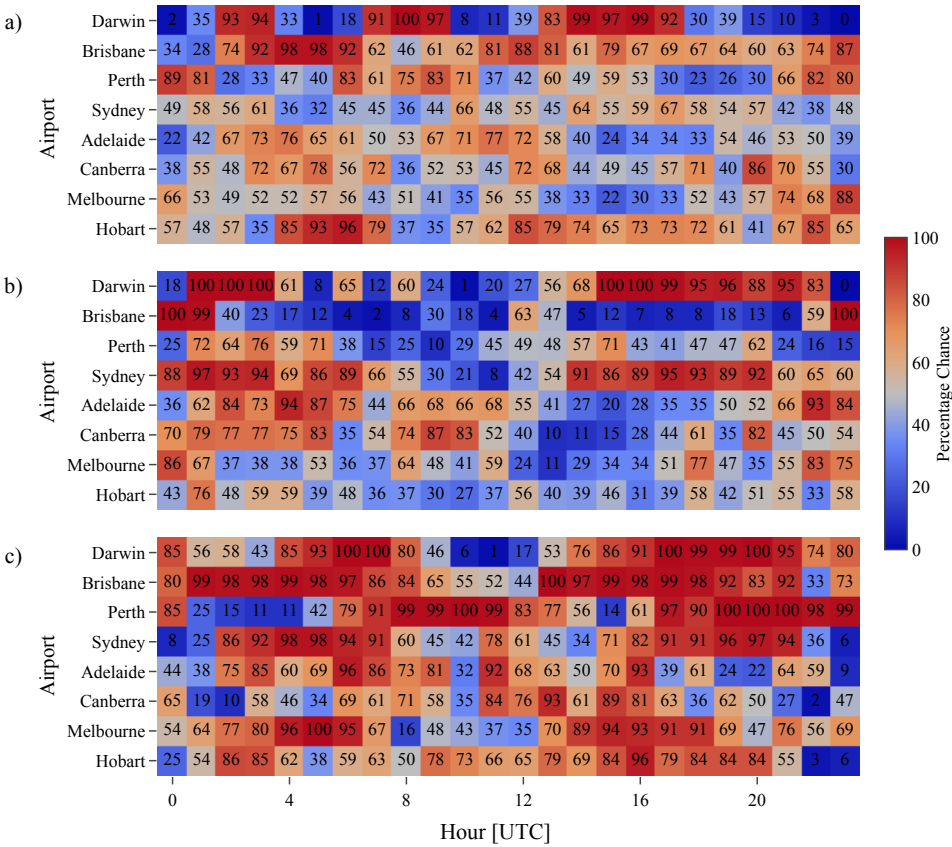 a)
Airport
Darwin 2 35 93 94 33 1 18 91 100 97 8 11 39 83 99 97 99 92 30 39 15 10 3 0
Brisbane 34 28 74 92 98 98 92 62 46 61 62 81 88 81 61 79 67 69 67 64 60 63 74 87
Perth 89 81 28 33 47 40 83 61 75 83 71 37 42 60 49 59 53 30 23 26 30 66 82 80
Sydney 49 58 56 61 36 32 45 45 36 44 66 48 55 45 64 55 59 67 58 54 57 42 38 48
Adelaide 22 42 67 73 76 65 61 50 53 67 71 77 72 58 40 24 34 34 33 54 46 53 50 39
Canberra 38 55 48 72 67 78 56 72 36 52 53 45 72 68 44 49 45 57 71 40 86 70 55 30
Melbourne 66 53 49 52 52 57 56 43 51 41 35 56 55 38 33 22 30 33 52 43 57 74 68 88
Hobart 57 48 57 35 85 93 96 79 37 35 57 62 85 79 74 65 73 73 72 61 41 67 85 65
b)
Airport
Darwin 18 100 100 100 61 8 65 12 60 24 1 20 27 56 68 100 100 99 95 96 88 95 83 0
Brisbane 100 99 40 23 17 12 4 2 8 30 18 4 63 47 5 12 7 8 8 18 13 6 59 100
Perth 25 72 64 76 59 71 38 15 25 10 29 45 49 48 57 71 43 41 47 47 62 24 16 15
Sydney 88 97 93 94 69 86 89 66 55 30 21 8 42 54 91 86 89 95 93 89 92 60 65 60
Adelaide 36 62 84 73 94 87 75 44 66 68 66 68 55 41 27 20 28 35 35 50 52 66 93 84
Canberra 70 79 77 77 75 83 35 54 74 87 83 52 40 10 11 15 28 44 61 35 82 45 50 54
Melbourne 86 67 37 38 38 53 36 37 64 48 41 59 24 11 29 34 34 51 77 47 35 55 83 75
Hobart 43 76 48 59 59 39 48 36 37 30 27 37 56 40 39 46 31 39 58 42 51 55 33 58
c)
Airport
Darwin 85 56 58 43 85 93 100 100 80 46 6 1 17 53 76 86 91 100 99 99 100 95 74 80
Brisbane 80 99 98 98 99 98 97 86 84 65 55 52 44 100 97 99 98 99 98 92 83 92 33 73
Perth 85 25 15 11 11 42 79 91 99 99 100 99 83 77 56 14 61 97 90 100 100 100 98 99
Sydney 8 25 86 92 98 98 94 91 60 45 42 78 61 45 34 71 82 91 91 96 97 94 36 6
Adelaide 44 38 75 85 60 69 96 86 73 81 32 92 68 63 50 70 93 39 61 24 22 64 59 9
Canberra 65 19 10 58 46 34 69 61 71 58 35 84 76 93 61 89 81 63 36 62 50 27 2 47
Melbourne 54 64 77 80 96 100 95 67 16 48 43 37 35 70 89 94 93 91 91 69 47 76 56 69
Hobart 25 54 86 85 62 38 59 63 50 78 73 66 65 79 69 84 96 79 84 84 84 55 3 6
0 4 8 12 16 20
Hour [UTC]
100
80
60
40
20
0
Percentage Chance